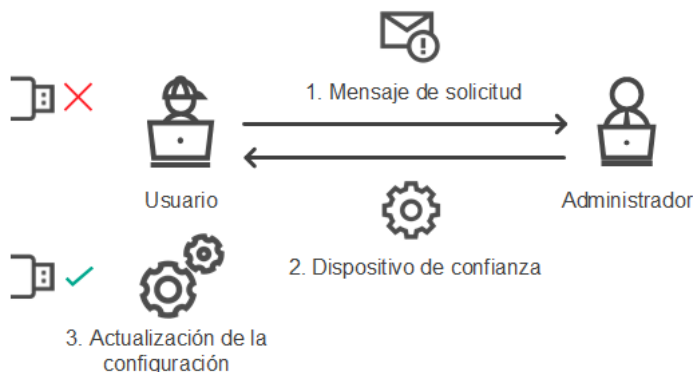 1. Mensaje de solicitud
Usuario
Administrador
2. Dispositivo de confianza
3. Actualización de la
configuración